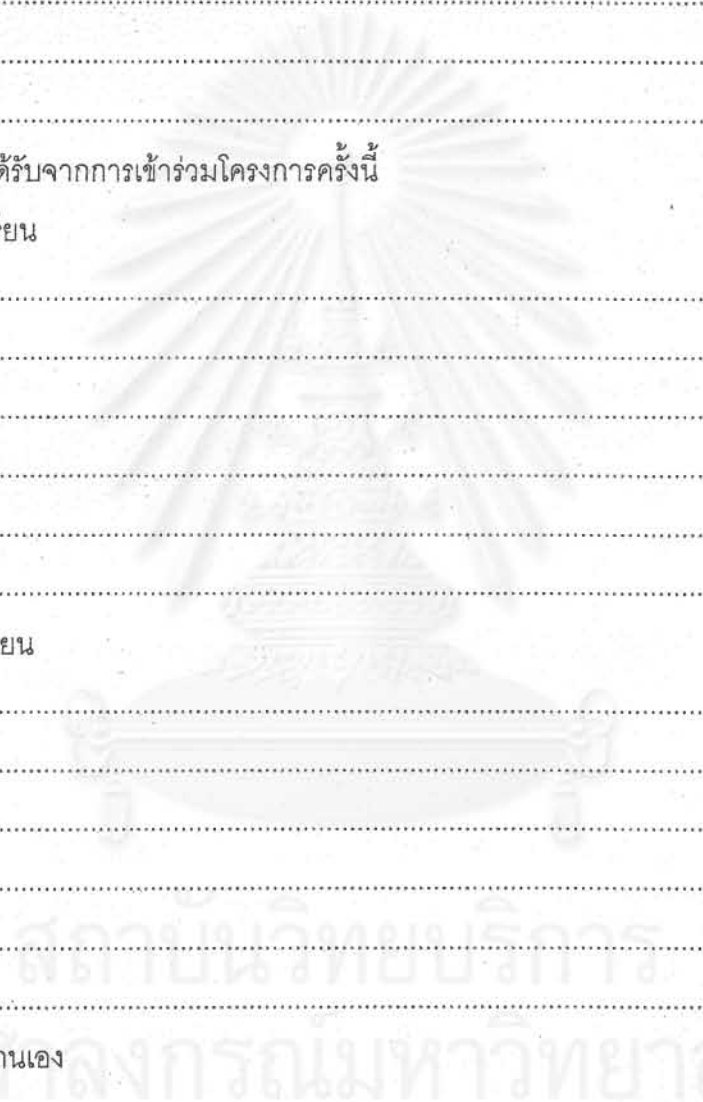 ด้รับจากการเข้าร่วมโครงการครั้งนี้
ยน
ยน
สถาบันวิทยบริการ
าลงกรณ์มหาวิทยา
านเอง